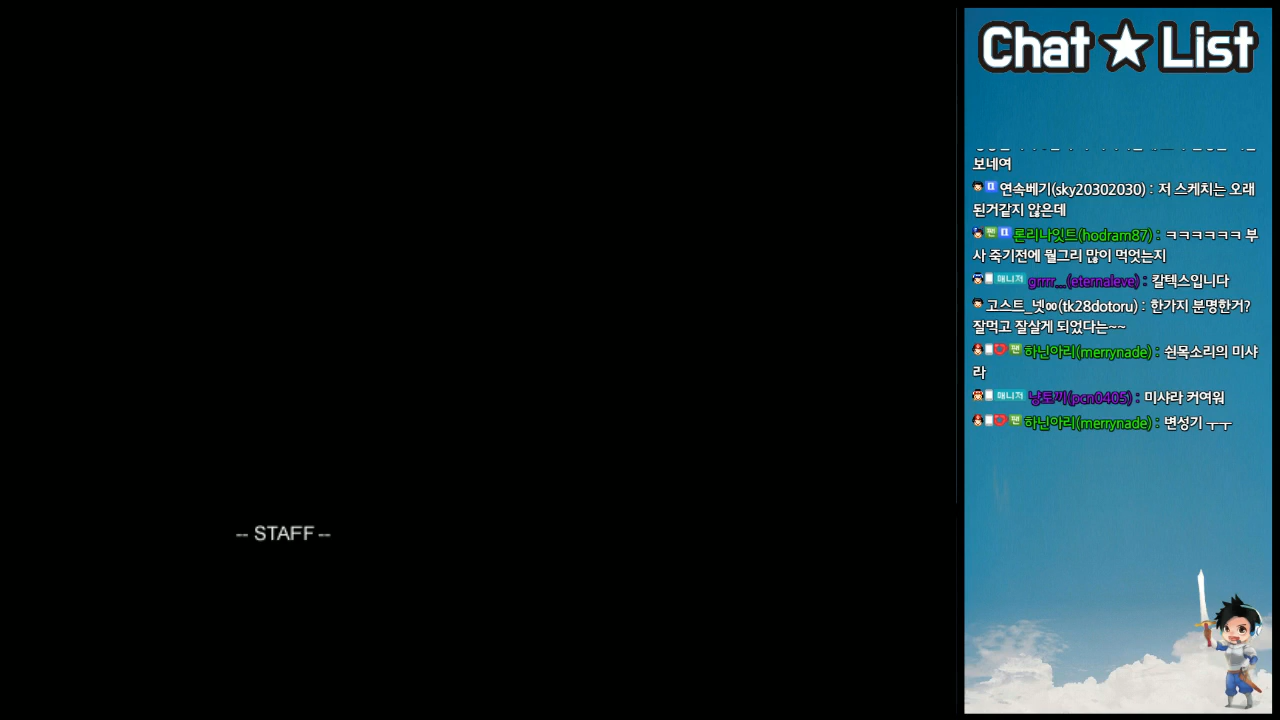 Chat★List
보네여
연속베기(sky20302030) : 저 스케치는 오래
된거같지 않은데
팬 론리나잇트(hodram87) : ㅋㅋㅋㅋㅋㅋ 부
사 죽기전에 뭘그리 많이 먹엇는지
매니저 grrrr__(eternaleve) : 칼텍스입니다
고스트_넷∞(tk28dotoru) : 한가지 분명한거?
잘먹고 잘살게 되었다는~~
팬 하닌아리(merrynade) : 쉰목소리의 미샤
라
매니저 냥토끼(pcn0405) : 미샤라 커여워
팬 하닌아리(merrynade) : 변성기 ㅜㅜ
-- STAFF --